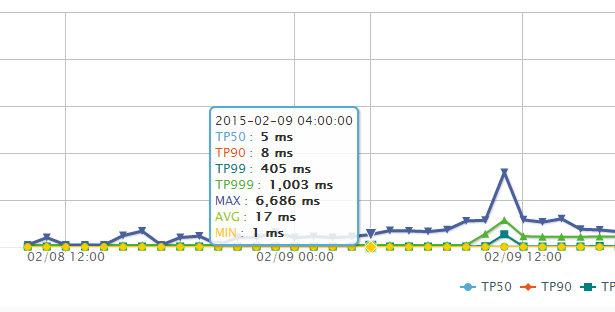 2015-02-09 04:00:00
TP50 : 5 ms
TP90 : 8 ms
TP99 : 405 ms
TP999 : 1,003 ms
MAX : 6,686 ms
AVG : 17 ms
MIN : 1 ms
02/08 12:00 02/09 00:00 02/09 12:00
TP50 TP90 TP